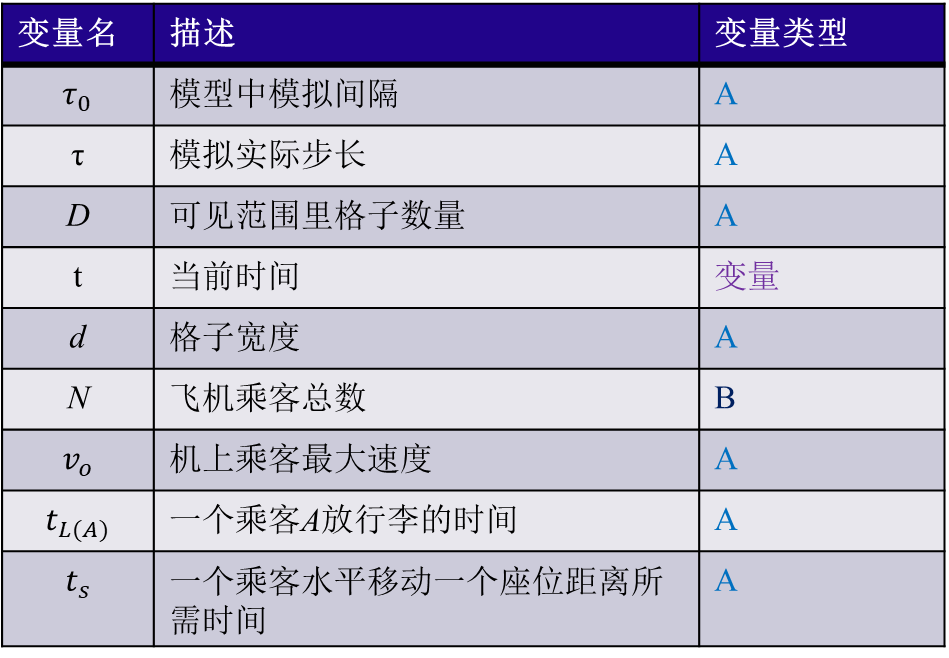 变量名 描述 变量类型
τ₀ 模型中模拟间隔 A
τ 模拟实际步长 A
D 可见范围里格子数量 A
t 当前时间 变量
d 格子宽度 A
N 飞机乘客总数 B
vₒ 机上乘客最大速度 A
t_{L(A)} 一个乘客A放行李的时间 A
tₛ 一个乘客水平移动一个座位距离所 A
需时间